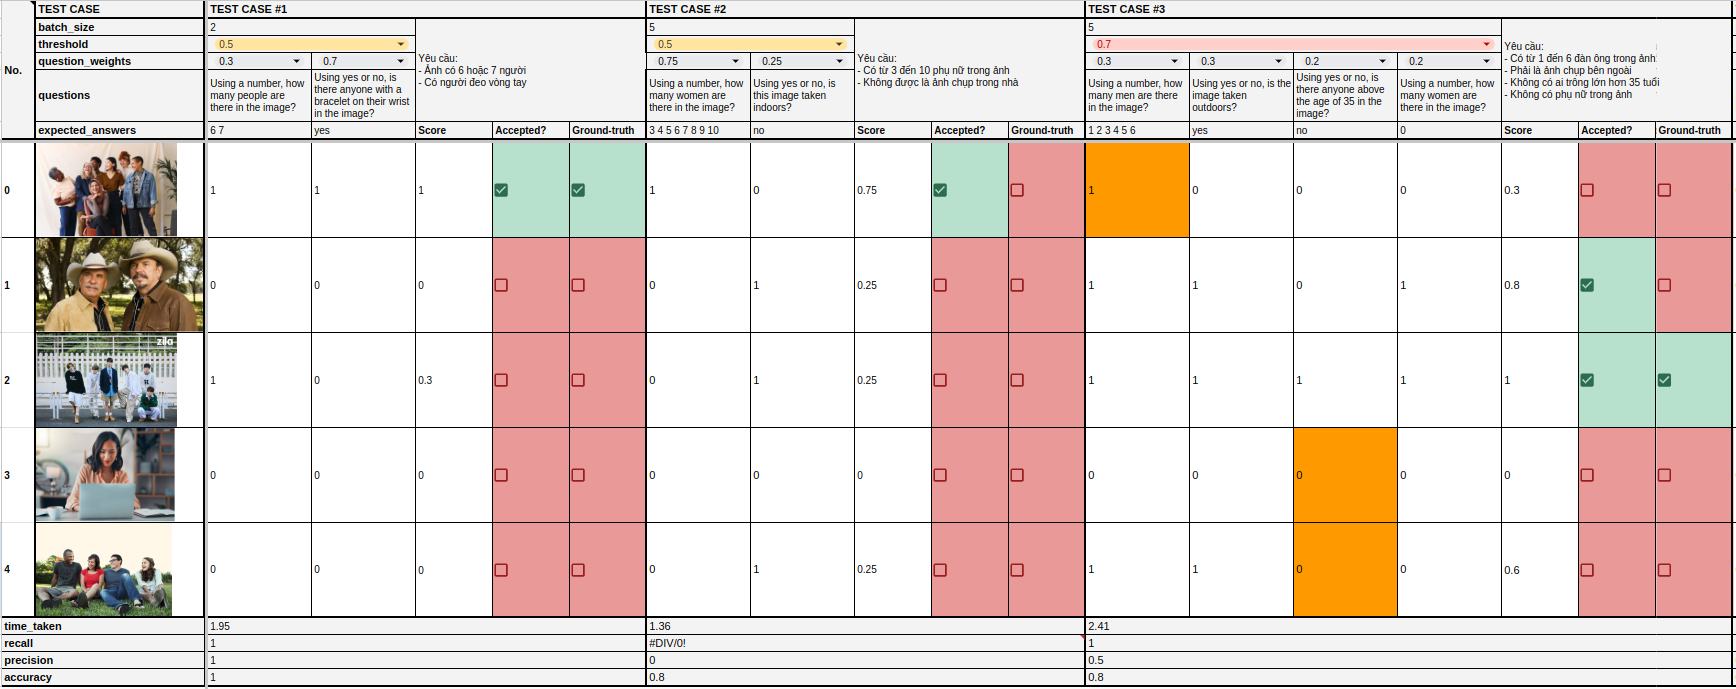 No.
TEST CASE
TEST CASE #1
TEST CASE #2
TEST CASE #3
batch_size
2
5
5
threshold
0.5
0.5
0.7
question_weights
0.3
0.7
0.75
0.25
0.3
0.3
0.2
0.2
questions
Using a number, how
many people are
there in the image?
Using yes or no, is
there anyone with a
bracelet on their wrist
in the image?
Yêu cầu:
- Ảnh có 6 hoặc 7 người
- Có người đeo vòng tay
Using a number, how
many women are
there in the image?
Using yes or no, is
this image taken
indoors?
Yêu cầu:
- Có từ 3 đến 10 phụ nữ trong ảnh
- Không được là ảnh chụp trong nhà
Using a number, how
many men are there
in the image?
Using yes or no, is the
image taken
outdoors?
Using yes or no, is
there anyone above
the age of 35 in the
image?
Using a number, how
many women are
there in the image?
Yêu cầu:
- Có từ 1 đến 6 đàn ông trong ảnh
- Phải là ảnh chụp bên ngoài
- Không có ai trông lớn hơn 35 tuổi
- Không có phụ nữ trong ảnh
expected_answers
6 7
yes
Score
Accepted?
Ground-truth
3 4 5 6 7 8 9 10
no
Score
Accepted?
Ground-truth
1 2 3 4 5 6
yes
no
0
Score
Accepted?
Ground-truth
0
1
1
1
1
0
0.75
1
0
0
0
0.3
1
0
0
0
0
1
0.25
1
1
0
1
0.8
2
zila
1
0
0.3
0
1
0.25
1
1
1
1
1
3
0
0
0
0
0
0
0
0
0
0
0
4
0
0
0
0
1
0.25
1
1
0
0
0.6
time_taken
1.95
1.36
2.41
recall
1
#DIV/0!
1
precision
1
0
0.5
accuracy
1
0.8
0.8